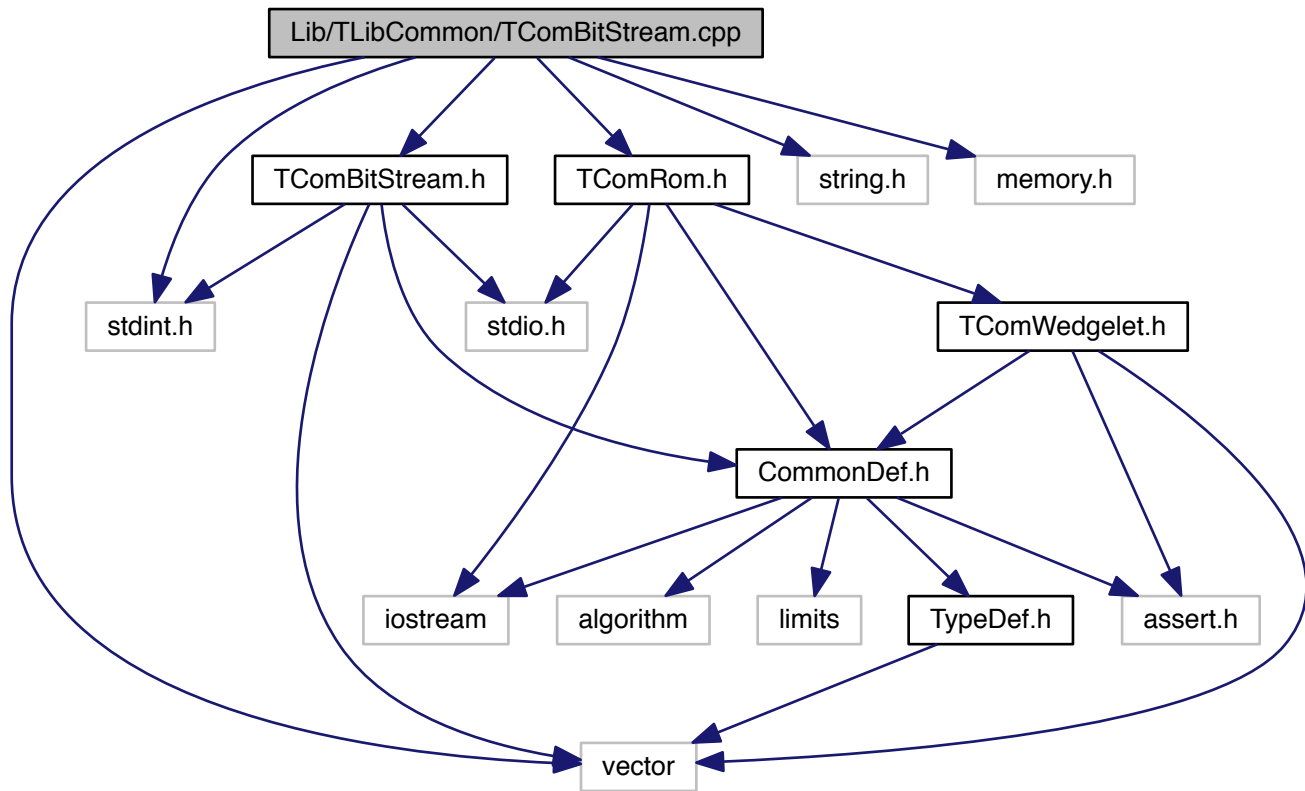 Lib/TLibCommon/TComBitStream.cpp
TComBitStream.h
TComRom.h
string.h
memory.h
stdint.h
stdio.h
TComWedgelet.h
CommonDef.h
iostream
algorithm
limits
TypeDef.h
assert.h
vector